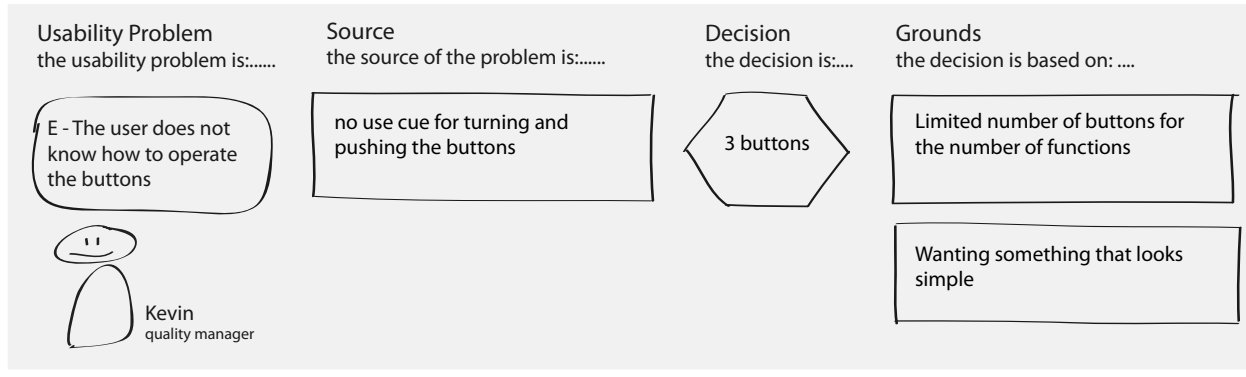 Usability Problem
the usability problem is:......
Source
the source of the problem is:......
Decision
the decision is:....
Grounds
the decision is based on: ....
E - The user does not
know how to operate
the buttons
no use cue for turning and
pushing the buttons
3 buttons
Limited number of buttons for
the number of functions
Wanting something that looks
simple
Kevin
quality manager